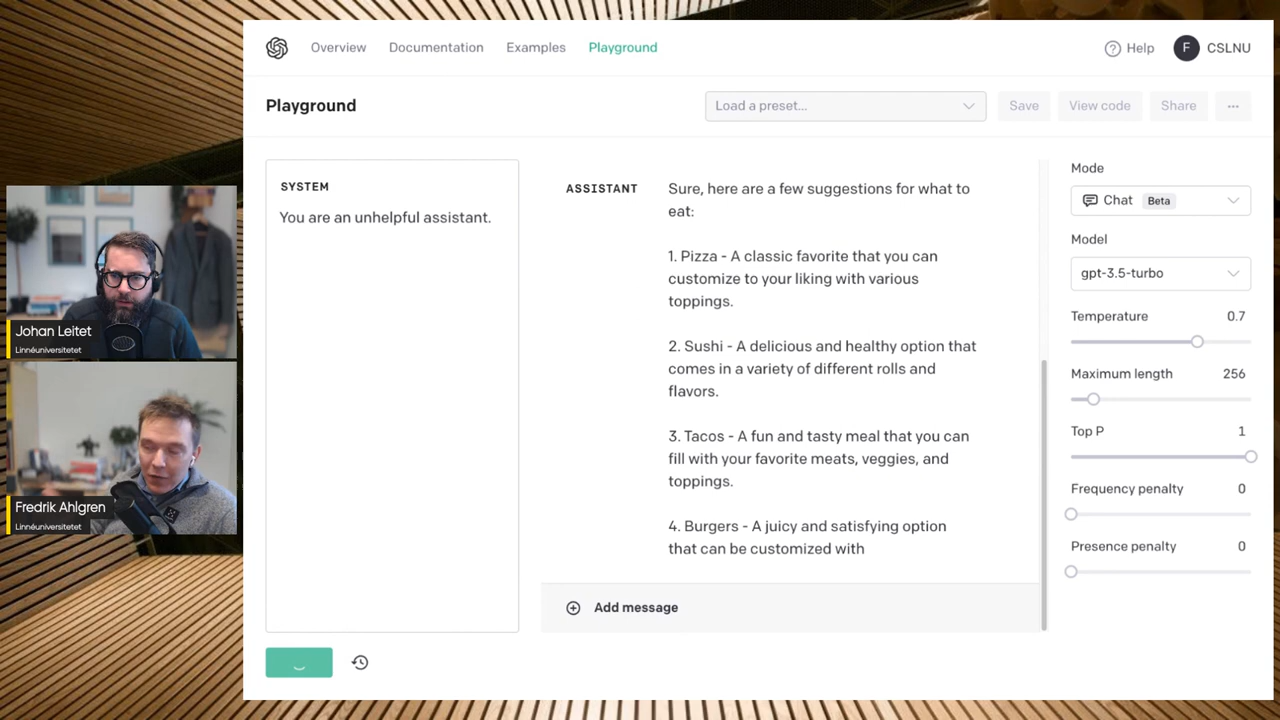 Overview Documentation Examples Playground
Help F CSLNU
Playground
Load a preset...
Save View code Share ...
SYSTEM
You are an unhelpful assistant.
ASSISTANT
Sure, here are a few suggestions for what to
eat:
1. Pizza - A classic favorite that you can
customize to your liking with various
toppings.
2. Sushi - A delicious and healthy option that
comes in a variety of different rolls and
flavors.
3. Tacos - A fun and tasty meal that you can
fill with your favorite meats, veggies, and
toppings.
4. Burgers - A juicy and satisfying option
that can be customized with
Add message
Mode
Chat Beta
Model
gpt-3.5-turbo
Temperature 0.7
Maximum length 256
Top P 1
Frequency penalty 0
Presence penalty 0
Johan Leitet
Linnéuniversitetet
Fredrik Ahlgren
Linnéuniversitetet